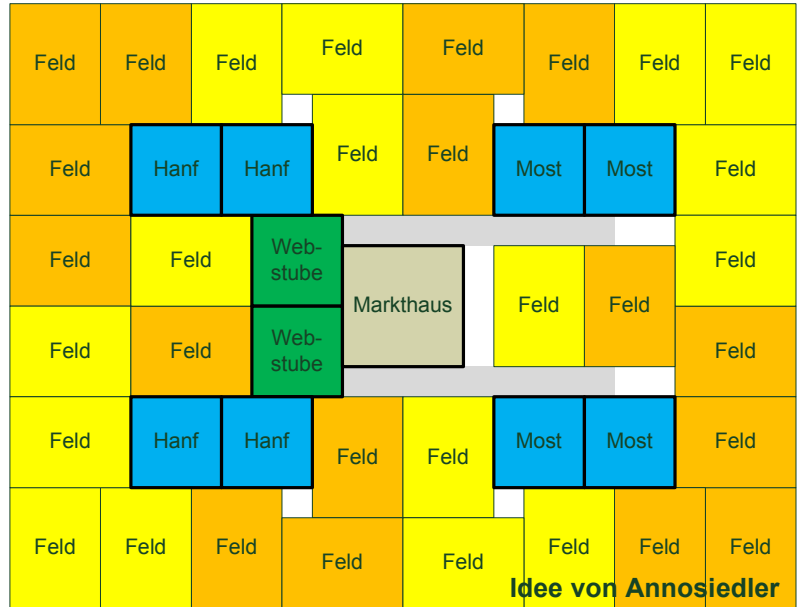 Feld Feld Feld Feld Feld Feld Feld Feld
Feld Hanf Hanf Feld Feld Most Most Feld
Feld Feld Web-
stube Feld
Markthaus Feld Feld
Feld Feld Web-
stube Feld
Feld Hanf Hanf Feld Feld Most Most Feld
Feld Feld Feld Feld Feld Feld Feld Feld
Idee von Annosiedler